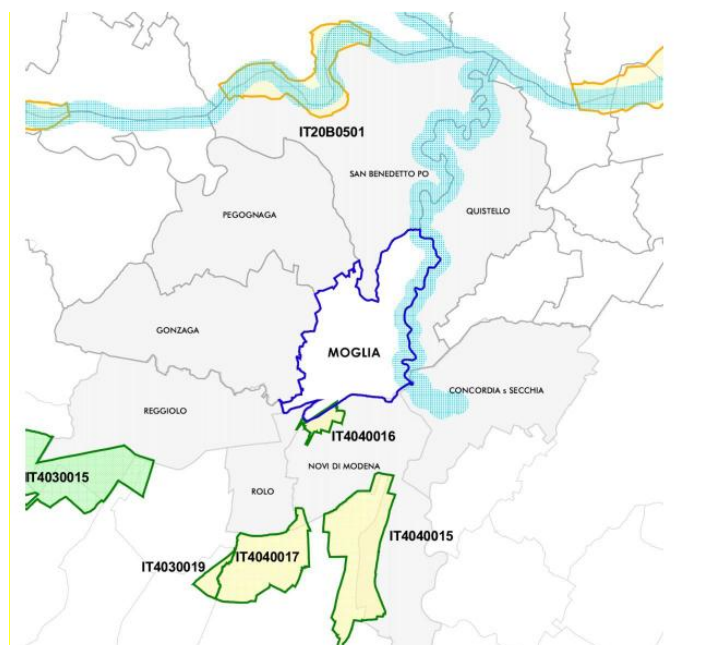 IT20B0501
SAN BENEDETTO PO
PEGOGNAGA
QUISTELLO
GONZAGA
MOGLIA
CONCORDIA s SECCHIA
REGGIOLO
IT4040016
NOVI DI MODENA
IT4030015
ROLO
IT4040015
IT4040017
IT4030019